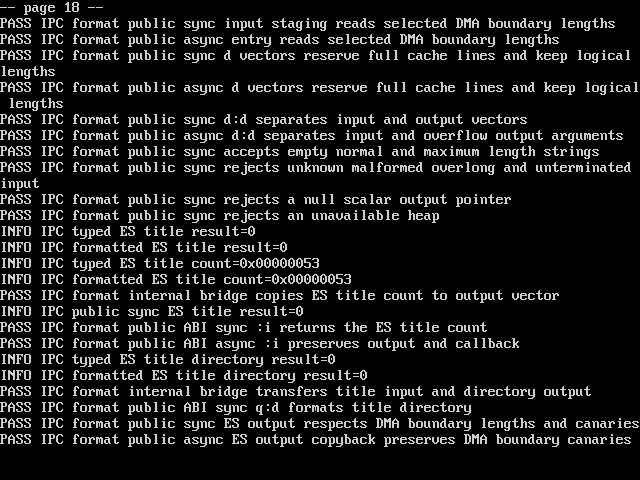 -- page 18 --
PASS IPC format public sync input staging reads selected DMA boundary lengths
PASS IPC format public async entry reads selected DMA boundary lengths
PASS IPC format public sync d vectors reserve full cache lines and keep logical
lengths
PASS IPC format public async d vectors reserve full cache lines and keep logical
 lengths
PASS IPC format public sync d:d separates input and output vectors
PASS IPC format public async d:d separates input and overflow output arguments
PASS IPC format public sync accepts empty normal and maximum length strings
PASS IPC format public sync rejects unknown malformed overlong and unterminated
input
PASS IPC format public sync rejects a null scalar output pointer
PASS IPC format public sync rejects an unavailable heap
INFO IPC typed ES title result=0
INFO IPC formatted ES title result=0
INFO IPC typed ES title count=0x00000053
INFO IPC formatted ES title count=0x00000053
PASS IPC format internal bridge copies ES title count to output vector
INFO IPC public sync ES title result=0
PASS IPC format public ABI sync :i returns the ES title count
PASS IPC format public ABI async :i preserves output and callback
INFO IPC typed ES title directory result=0
INFO IPC formatted ES title directory result=0
PASS IPC format internal bridge transfers title input and directory output
PASS IPC format public ABI sync q:d formats title directory
PASS IPC format public sync ES output respects DMA boundary lengths and canaries
PASS IPC format public async ES output copyback preserves DMA boundary canaries